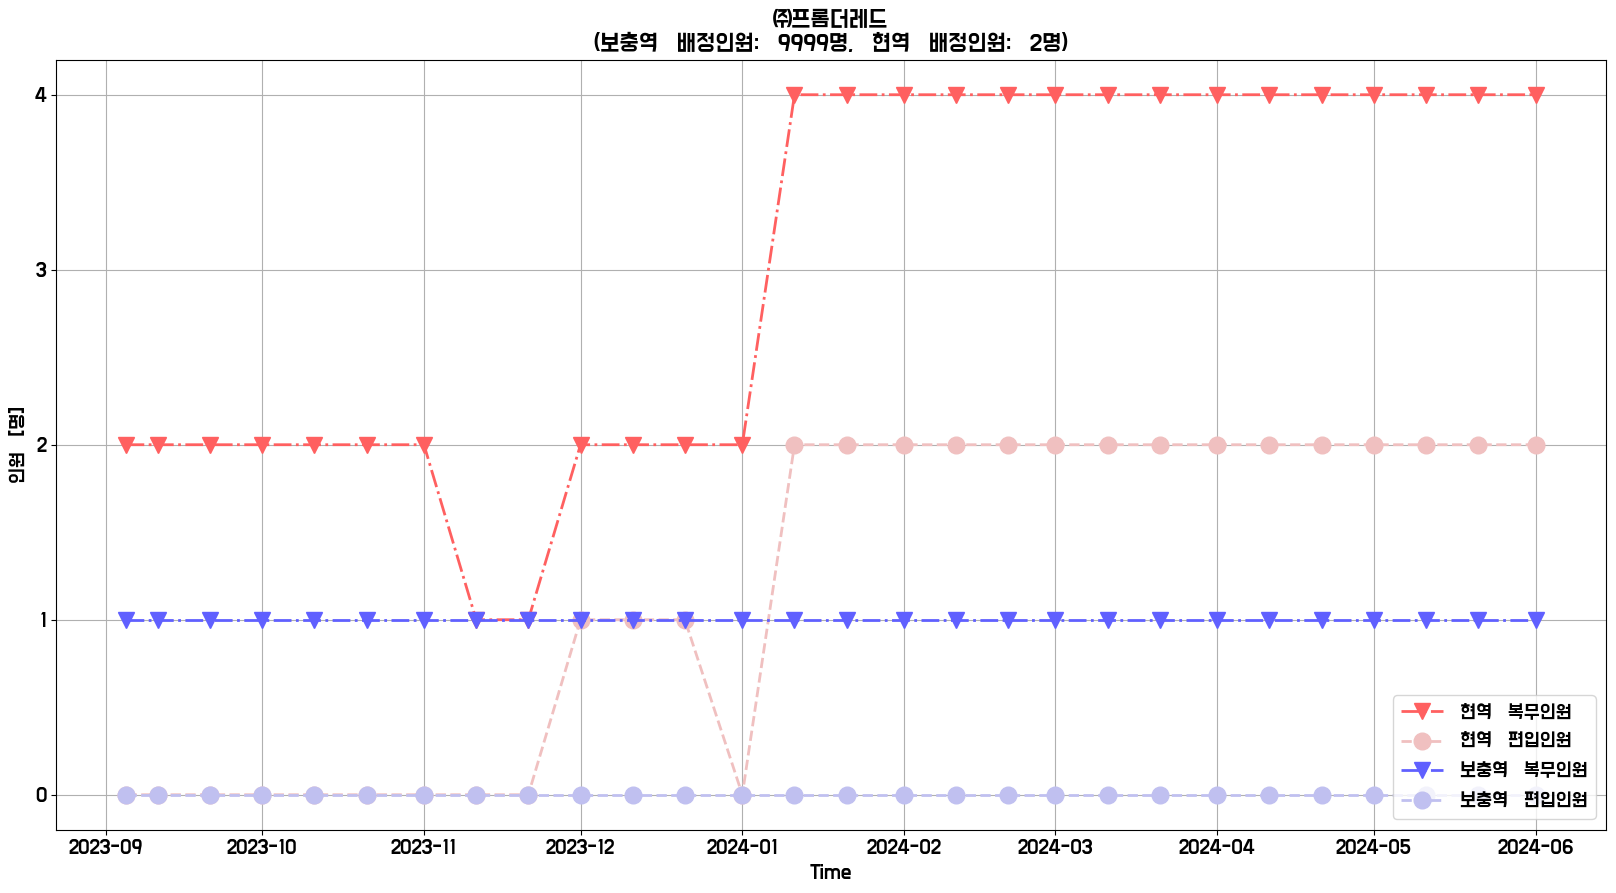 ㈜프롬더레드
(보충역 배정인원: 9999명, 현역 배정인원: 2명)
인원 [명]
4
3
2
1
0
2023-09 2023-10 2023-11 2023-12 2024-01 2024-02 2024-03 2024-04 2024-05 2024-06
Time
현역 복무인원
현역 편입인원
보충역 복무인원
보충역 편입인원